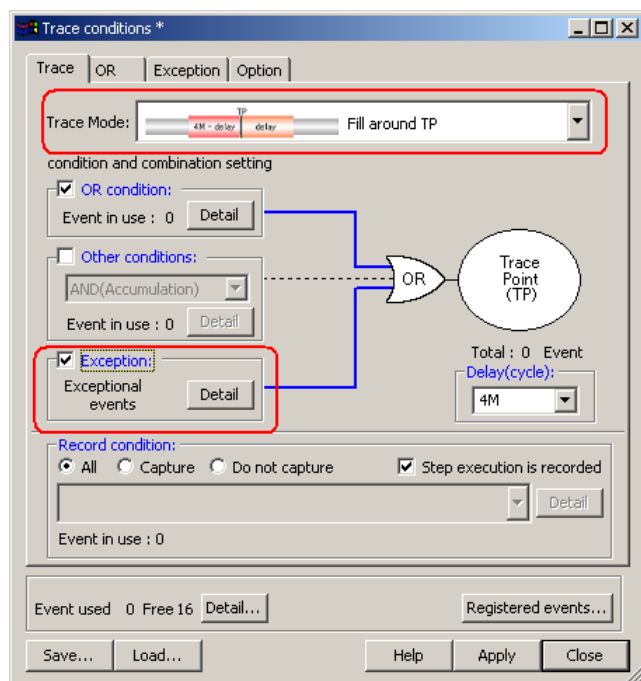 Trace conditions *
Trace OR Exception Option
Trace Mode: 4M - delay TP delay Fill around TP
condition and combination setting
OR condition:
Event in use : 0 Detail
Other conditions:
AND(Accumulation)
Event in use : 0 Detail
Exception:
Exceptional
events Detail
OR
Trace
Point
(TP)
Total : 0 Event
Delay(cycle):
4M
Record condition:
All Capture Do not capture Step execution is recorded
Detail
Event in use : 0
Event used 0 Free 16 Detail... Registered events...
Save... Load... Help Apply Close